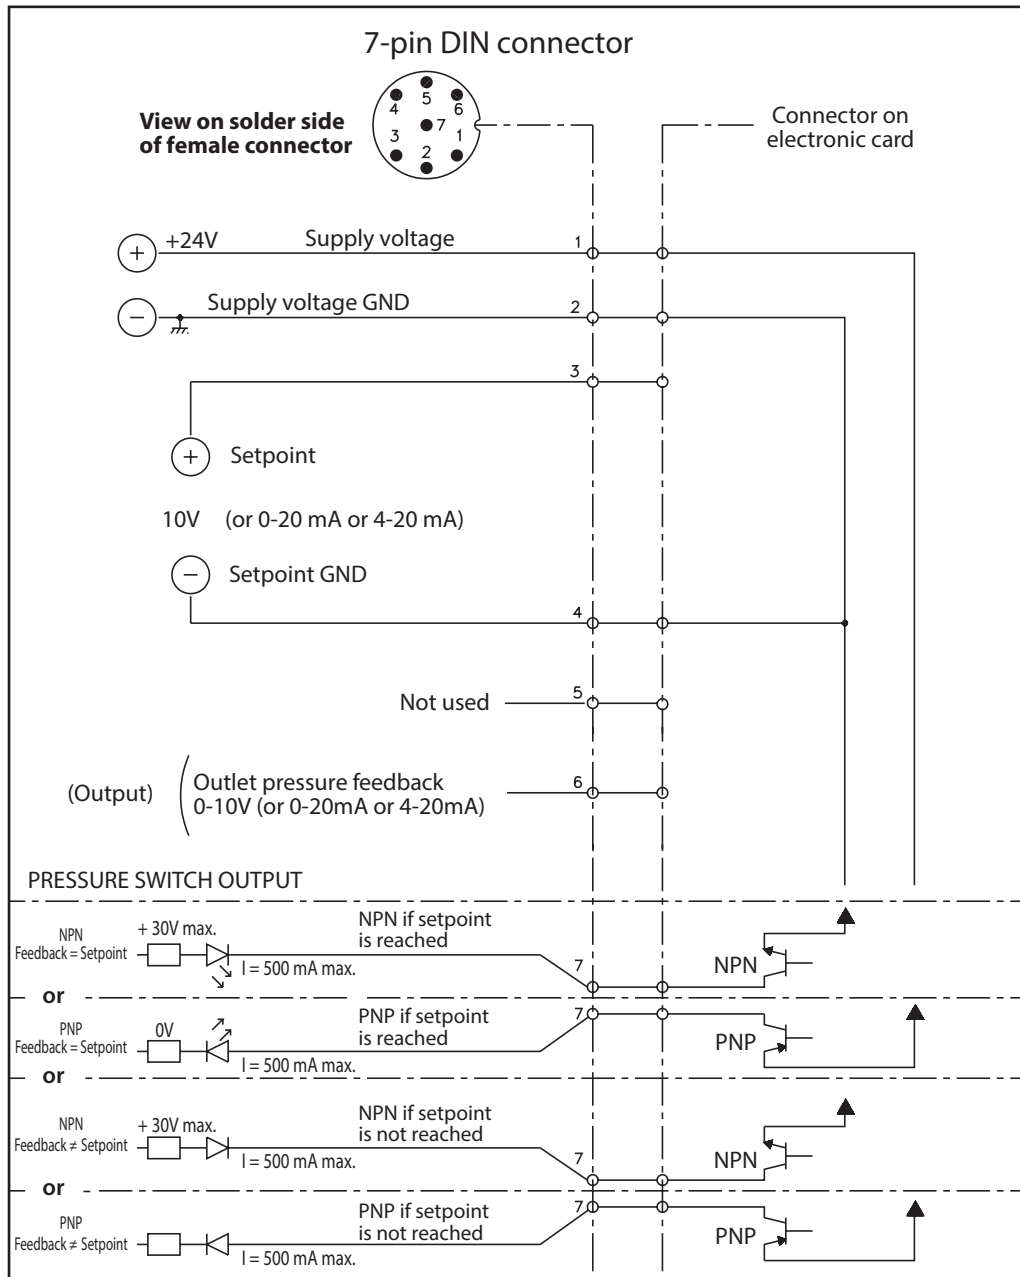 7-pin DIN connector
View on solder side
of female connector
5
4
6
7
3
1
2
Connector on
electronic card
+24V
Supply voltage
1
+
Supply voltage GND
2
−
3
+
Setpoint
10V (or 0-20 mA or 4-20 mA)
−
Setpoint GND
4
Not used
5
(Output)
Outlet pressure feedback
0-10V (or 0-20mA or 4-20mA)
6
PRESSURE SWITCH OUTPUT
NPN
Feedback = Setpoint
+ 30V max.
I = 500 mA max.
NPN if setpoint
is reached
7
NPN
or
PNP
Feedback = Setpoint
0V
I = 500 mA max.
PNP if setpoint
is reached
7
PNP
or
NPN
Feedback ≠ Setpoint
+ 30V max.
I = 500 mA max.
NPN if setpoint
is not reached
7
NPN
or
PNP
Feedback ≠ Setpoint
I = 500 mA max.
PNP if setpoint
is not reached
7
PNP